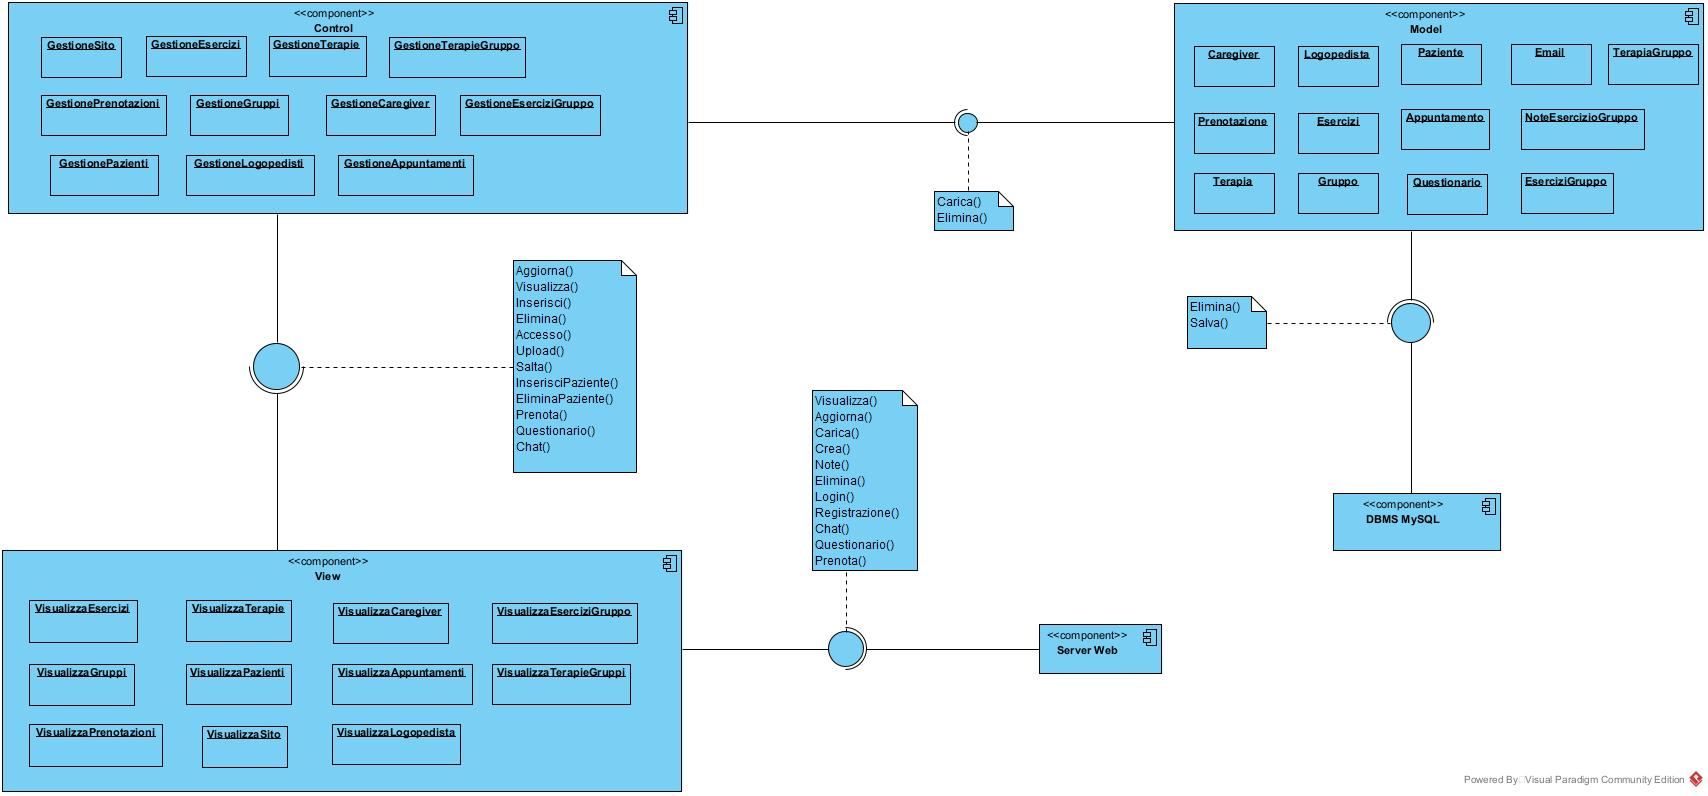 <<component>>
Control
GestioneSito
GestioneEsercizi
GestioneTerapie
GestioneTerapieGruppo
GestionePrenotazioni
GestioneGruppi
GestioneCaregiver
GestioneEserciziGruppo
GestionePazienti
GestioneLogopedisti
GestioneAppuntamenti
<<component>>
Model
Caregiver
Logopedista
Paziente
Email
TerapiaGruppo
Prenotazione
Esercizi
Appuntamento
NoteEsercizioGruppo
Terapia
Gruppo
Questionario
EserciziGruppo
Carica()
Elimina()
Aggiorna()
Visualizza()
Inserisci()
Elimina()
Accesso()
Upload()
Salta()
InserisciPaziente()
EliminaPaziente()
Prenota()
Questionario()
Chat()
Elimina()
Salva()
Visualizza()
Aggiorna()
Carica()
Crea()
Note()
Elimina()
Login()
Registrazione()
Chat()
Questionario()
Prenota()
<<component>>
DBMS MySQL
<<component>>
View
VisualizzaEsercizi
VisualizzaTerapie
VisualizzaCaregiver
VisualizzaEserciziGruppo
VisualizzaGruppi
VisualizzaPazienti
VisualizzaAppuntamenti
VisualizzaTerapieGruppi
VisualizzaPrenotazioni
VisualizzaSito
VisualizzaLogopedista
<<component>>
Server Web
Powered By Visual Paradigm Community Edition